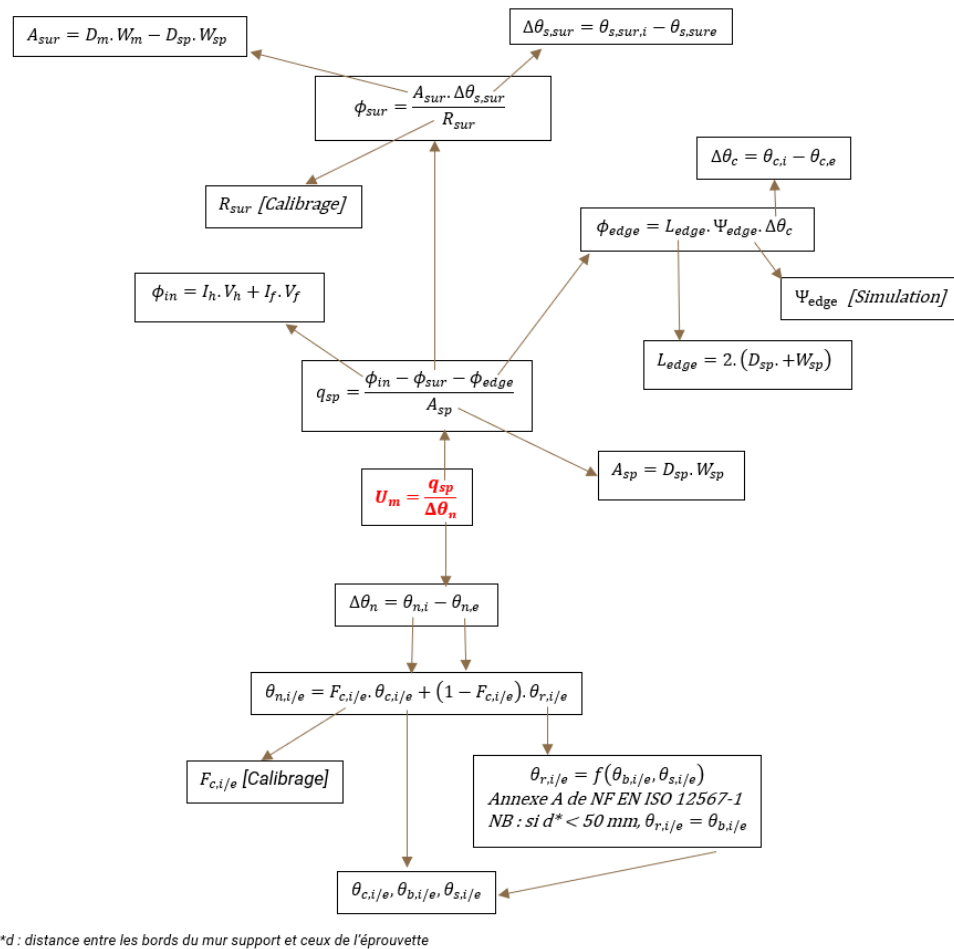 A_sur = D_m. W_m − D_sp. W_sp
Δθ_s,sur = θ_s,sur,i − θ_s,sure
ϕ_sur = A_sur. Δθ_s,sur / R_sur
Δθ_c = θ_c,i − θ_c,e
R_sur [Calibrage]
ϕ_edge = L_edge. Ψ_edge. Δθ_c
ϕ_in = I_h. V_h + I_f. V_f
Ψ_edge [Simulation]
L_edge = 2. (D_sp. +W_sp)
q_sp = ϕ_in − ϕ_sur − ϕ_edge / A_sp
A_sp = D_sp. W_sp
U_m = q_sp / Δθ_n
Δθ_n = θ_n,i − θ_n,e
θ_n,i/e = F_c,i/e. θ_c,i/e + (1 − F_c,i/e). θ_r,i/e
F_c,i/e [Calibrage]
θ_r,i/e = f(θ_b,i/e, θ_s,i/e)
Annexe A de NF EN ISO 12567-1
NB : si d* < 50 mm, θ_r,i/e = θ_b,i/e
θ_c,i/e, θ_b,i/e, θ_s,i/e
*d : distance entre les bords du mur support et ceux de l'éprouvette